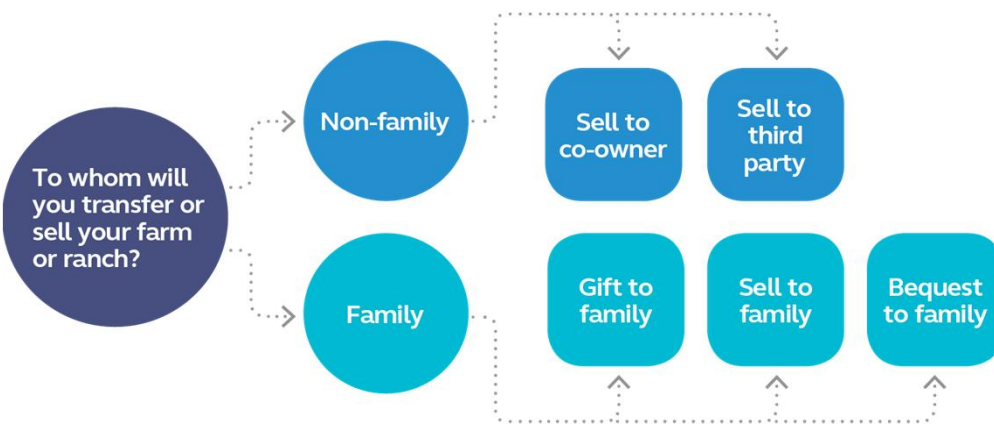 To whom will
you transfer or
sell your farm
or ranch?
Non-family
Sell to
co-owner
Sell to
third
party
Family
Gift to
family
Sell to
family
Bequest
to family